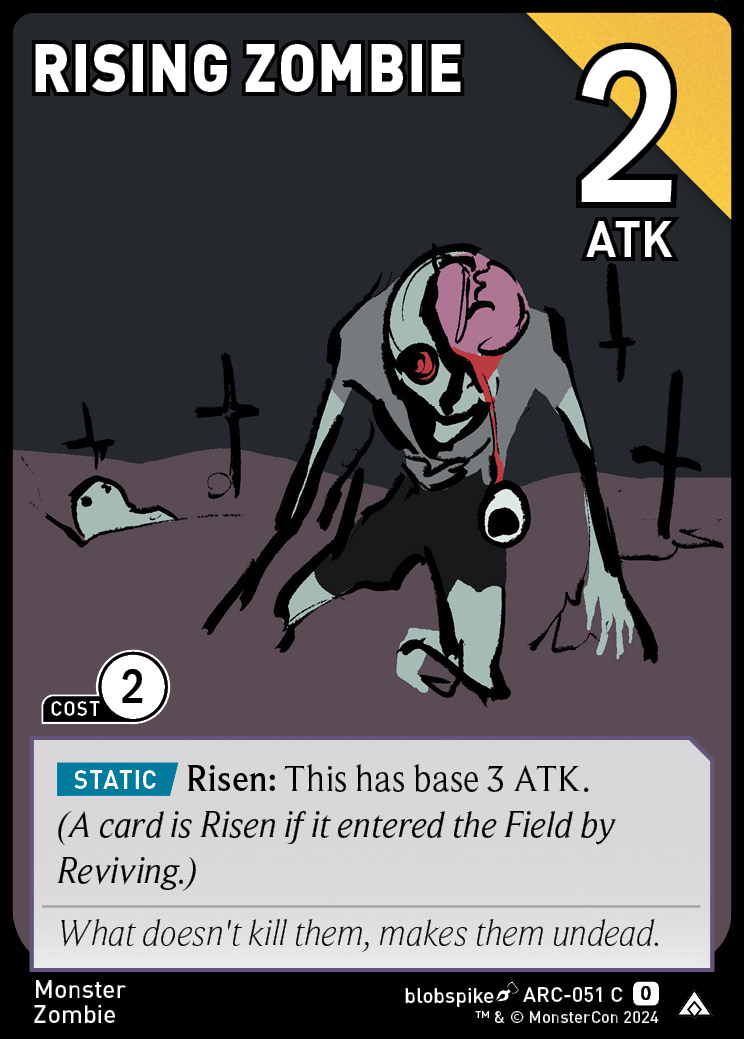 RISING ZOMBIE
2
ATK
COST 2
STATIC Risen: This has base 3 ATK.
(A card is Risen if it entered the Field by
Reviving.)
What doesn't kill them, makes them undead.
Monster
Zombie
blobspike ARC-051 C 0
™ & © MonsterCon 2024